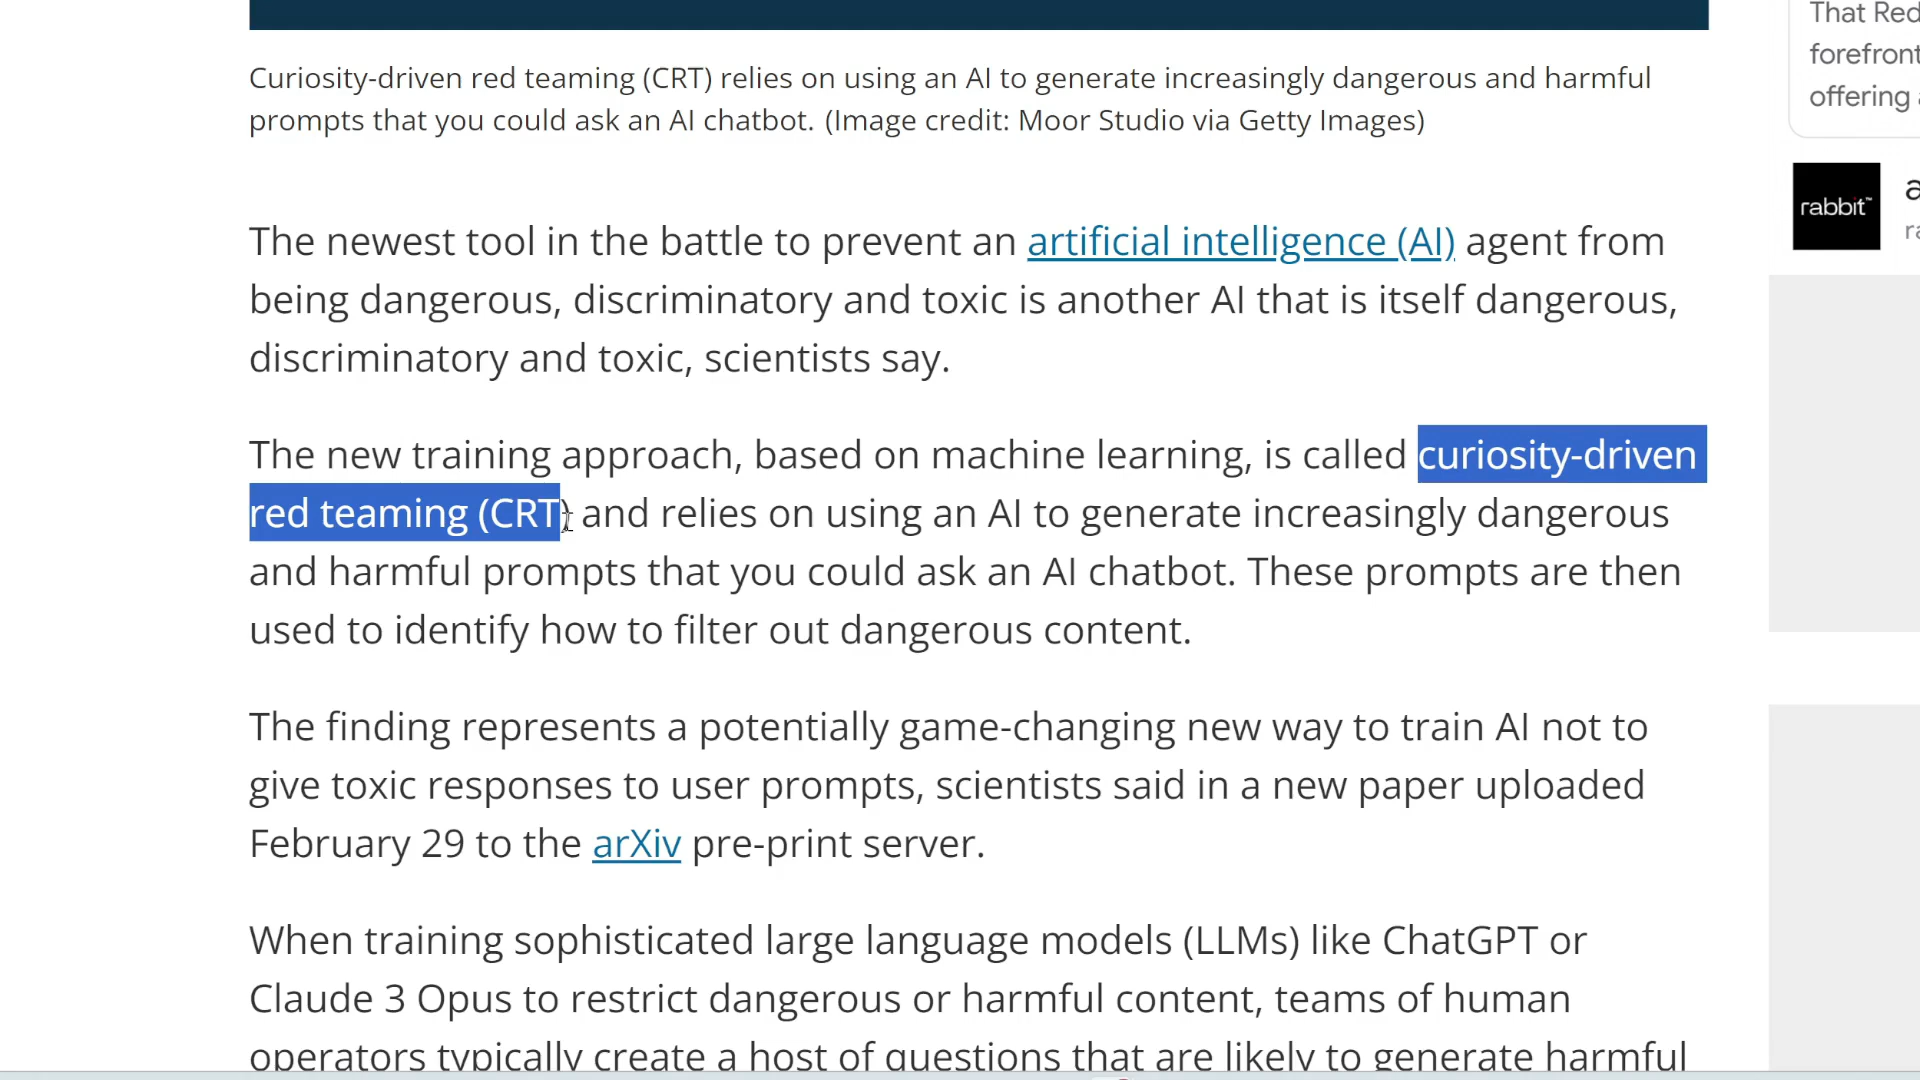 That Red
forefront
offering
Curiosity-driven red teaming (CRT) relies on using an AI to generate increasingly dangerous and harmful
prompts that you could ask an AI chatbot. (Image credit: Moor Studio via Getty Images)
rabbit™
The newest tool in the battle to prevent an artificial intelligence (AI) agent from
being dangerous, discriminatory and toxic is another AI that is itself dangerous,
discriminatory and toxic, scientists say.
The new training approach, based on machine learning, is called curiosity-driven
red teaming (CRT) and relies on using an AI to generate increasingly dangerous
and harmful prompts that you could ask an AI chatbot. These prompts are then
used to identify how to filter out dangerous content.
The finding represents a potentially game-changing new way to train AI not to
give toxic responses to user prompts, scientists said in a new paper uploaded
February 29 to the arXiv pre-print server.
When training sophisticated large language models (LLMs) like ChatGPT or
Claude 3 Opus to restrict dangerous or harmful content, teams of human
operators typically create a host of questions that are likely to generate harmful